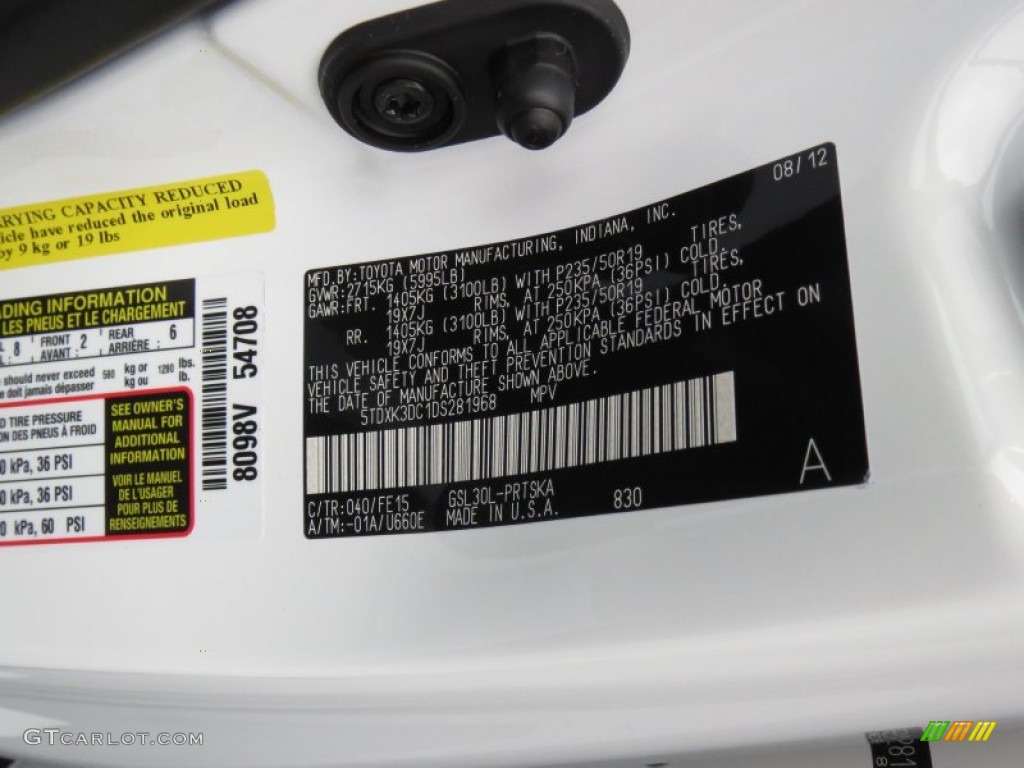 ARYING CAPACITY REDUCED
icle have reduced the original load
by 9 kg or 19 lbs
ADING INFORMATION
LES PNEUS ET LE CHARGEMENT
8 FRONT AVANT : 2 REAR ARRIÈRE : 6
should never exceed 580 kg or 1280 lbs.
e doit jamais dépasser kg ou lb.
D TIRE PRESSURE
ON DES PNEUS À FROID
0 kPa, 36 PSI
0 kPa, 36 PSI
0 kPa, 60 PSI
SEE OWNER'S
MANUAL FOR
ADDITIONAL
INFORMATION
VOIR LE MANUEL
DE L'USAGER
POUR PLUS DE
RENSEIGNEMENTS
8098V 54708
08/12
MFD.BY:TOYOTA MOTOR MANUFACTURING, INDIANA, INC.
GVWR:2715KG (5995LB)
GAWR:FRT. 1405KG (3100LB) WITH P235/50R19 TIRES,
19X7J RIMS, AT 250KPA (36PSI) COLD.
RR. 1405KG (3100LB) WITH P235/50R19 TIRES,
19X7J RIMS, AT 250KPA (36PSI) COLD.
THIS VEHICLE CONFORMS TO ALL APPLICABLE FEDERAL MOTOR
VEHICLE SAFETY AND THEFT PREVENTION STANDARDS IN EFFECT ON
THE DATE OF MANUFACTURE SHOWN ABOVE.
5TDXK3DC1DS281968 MPV
C/TR:040/FE15 GSL30L-PRTSKA
A/TM:-01A/U660E MADE IN U.S.A. 830
A
GTCARLOT.COM